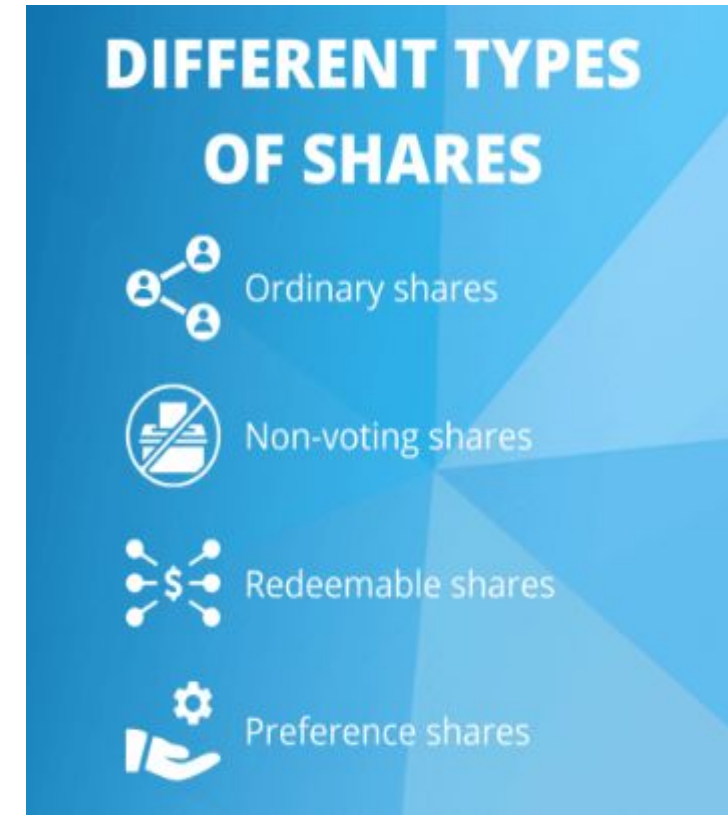 DIFFERENT TYPES
OF SHARES
Ordinary shares
Non-voting shares
$
Redeemable shares
Preference shares